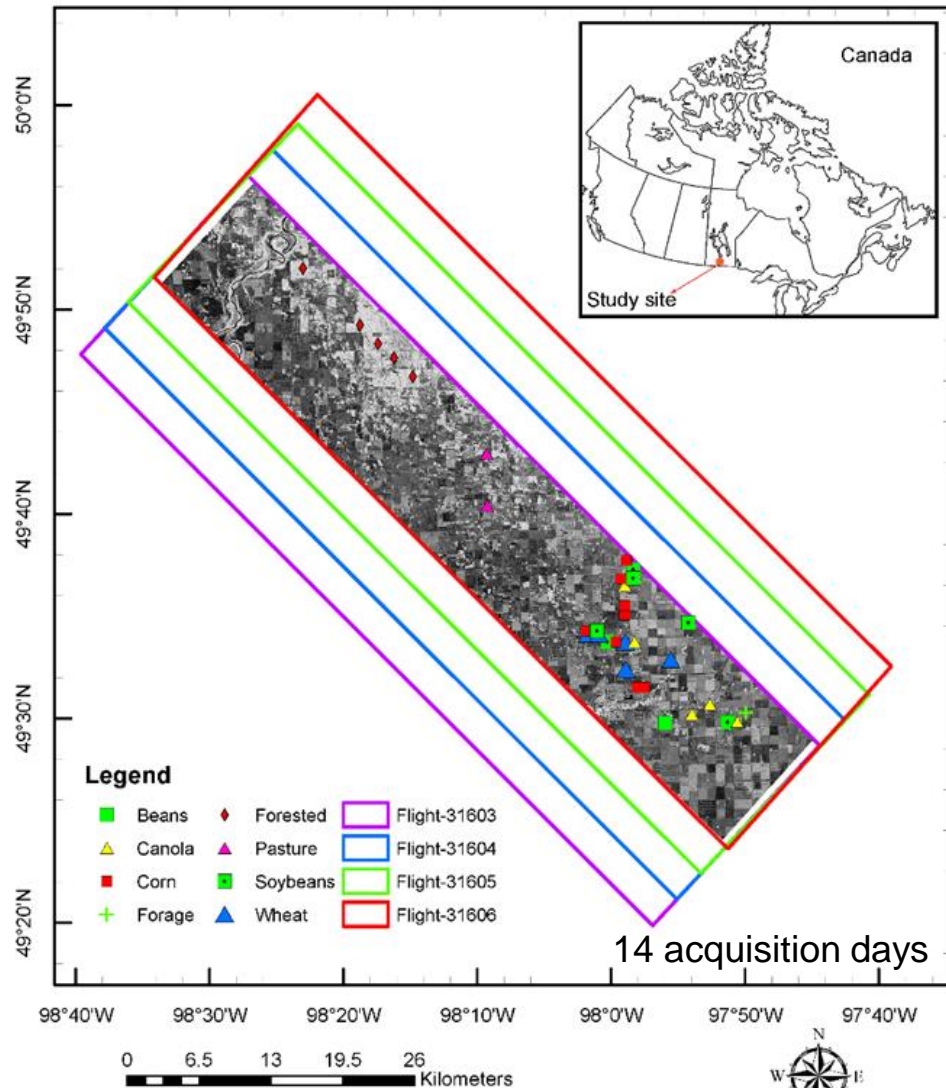 Canada
Study site
50°0'N
49°50'N
49°40'N
49°30'N
49°20'N
Legend
Beans
Forested
Flight-31603
Canola
Pasture
Flight-31604
Corn
Soybeans
Flight-31605
Forage
Wheat
Flight-31606
14 acquisition days
98°40'W
98°30'W
98°20'W
98°10'W
98°0'W
97°50'W
97°40'W
0 6.5 13 19.5 26
Kilometers
N
W
E